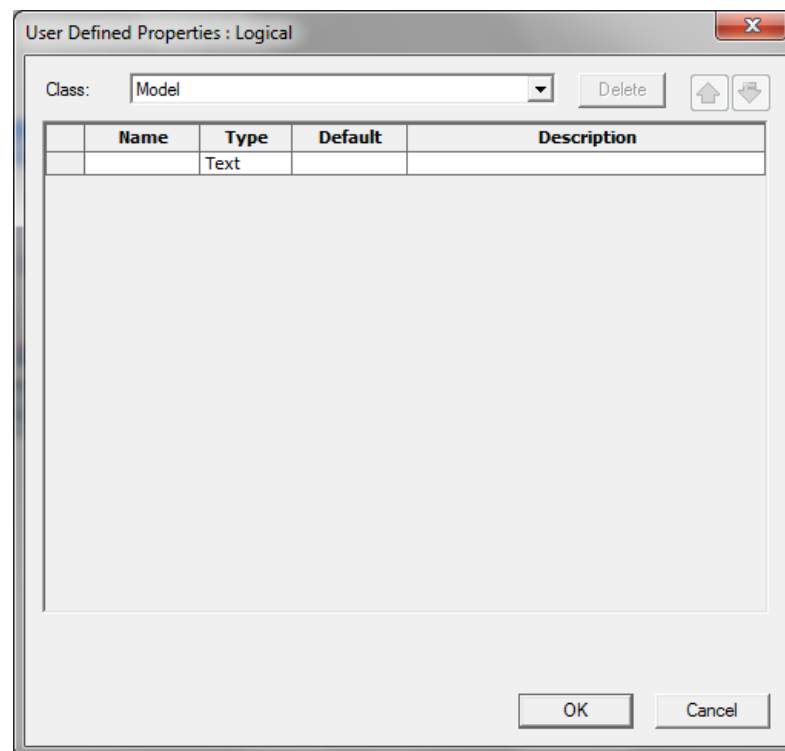 User Defined Properties : Logical
Class: Model Delete
Name Type Default Description
Text
OK Cancel